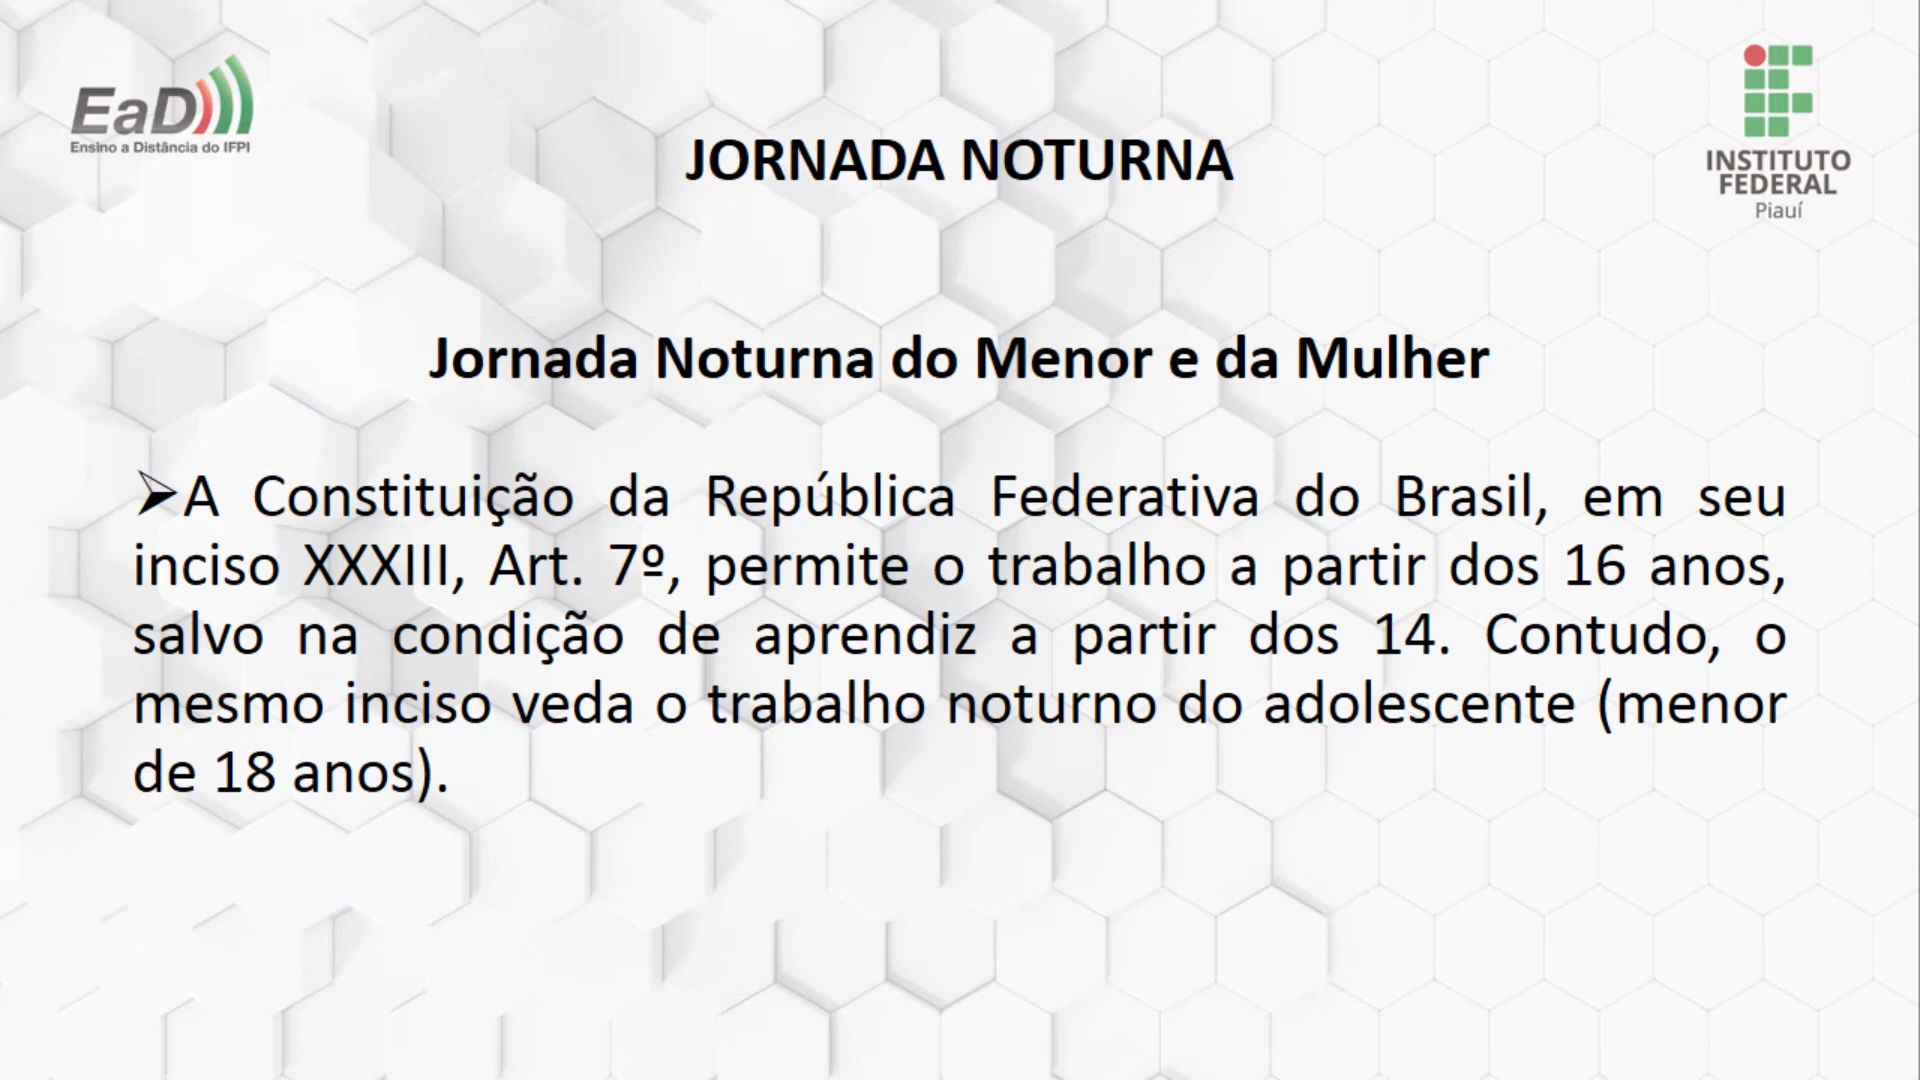 EaD
Ensino a Distância do IFPI
INSTITUTO
FEDERAL
Piauí
JORNADA NOTURNA
Jornada Noturna do Menor e da Mulher
➢A Constituição da República Federativa do Brasil, em seu
inciso XXXIII, Art. 7º, permite o trabalho a partir dos 16 anos,
salvo na condição de aprendiz a partir dos 14. Contudo, o
mesmo inciso veda o trabalho noturno do adolescente (menor
de 18 anos).